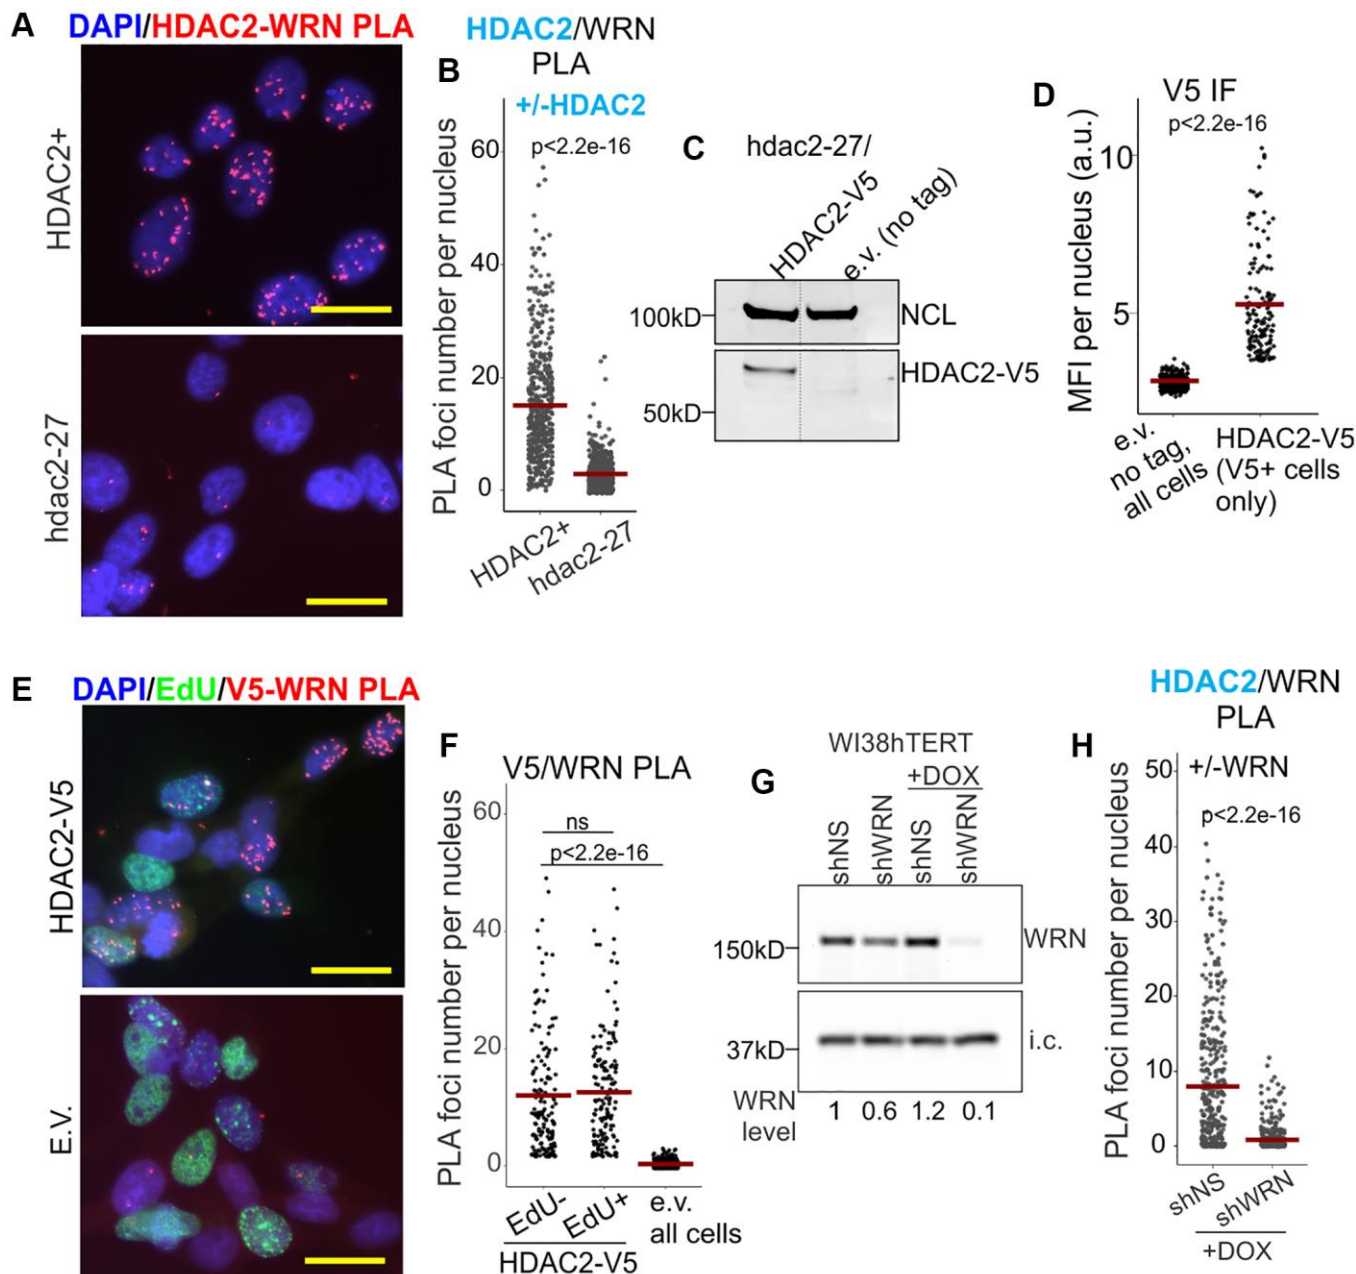 A
DAPI/HDAC2-WRN PLA
HDAC2+
hdac2-27
B
HDAC2/WRN
PLA
+/-HDAC2
p<2.2e-16
PLA foci number per nucleus
60
40
20
0
HDAC2+
hdac2-27
C
hdac2-27/
HDAC2-V5
e.v. (no tag)
100kD
NCL
HDAC2-V5
50kD
D
V5 IF
p<2.2e-16
MFI per nucleus (a.u.)
10
5
e.v.
no tag,
all cells
HDAC2-V5
(V5+ cells
only)
E
DAPI/EdU/V5-WRN PLA
HDAC2-V5
E.V.
F
V5/WRN PLA
ns
p<2.2e-16
PLA foci number per nucleus
60
40
20
0
EdU-
EdU+
e.v.
all cells
HDAC2-V5
G
WI38hTERT
+DOX
shNS
shWRN
shNS
shWRN
150kD
WRN
37kD
i.c.
WRN
level
1 0.6 1.2 0.1
H
HDAC2/WRN
PLA
+/-WRN
p<2.2e-16
PLA foci number per nucleus
50
40
30
20
10
0
shNS
shWRN
+DOX